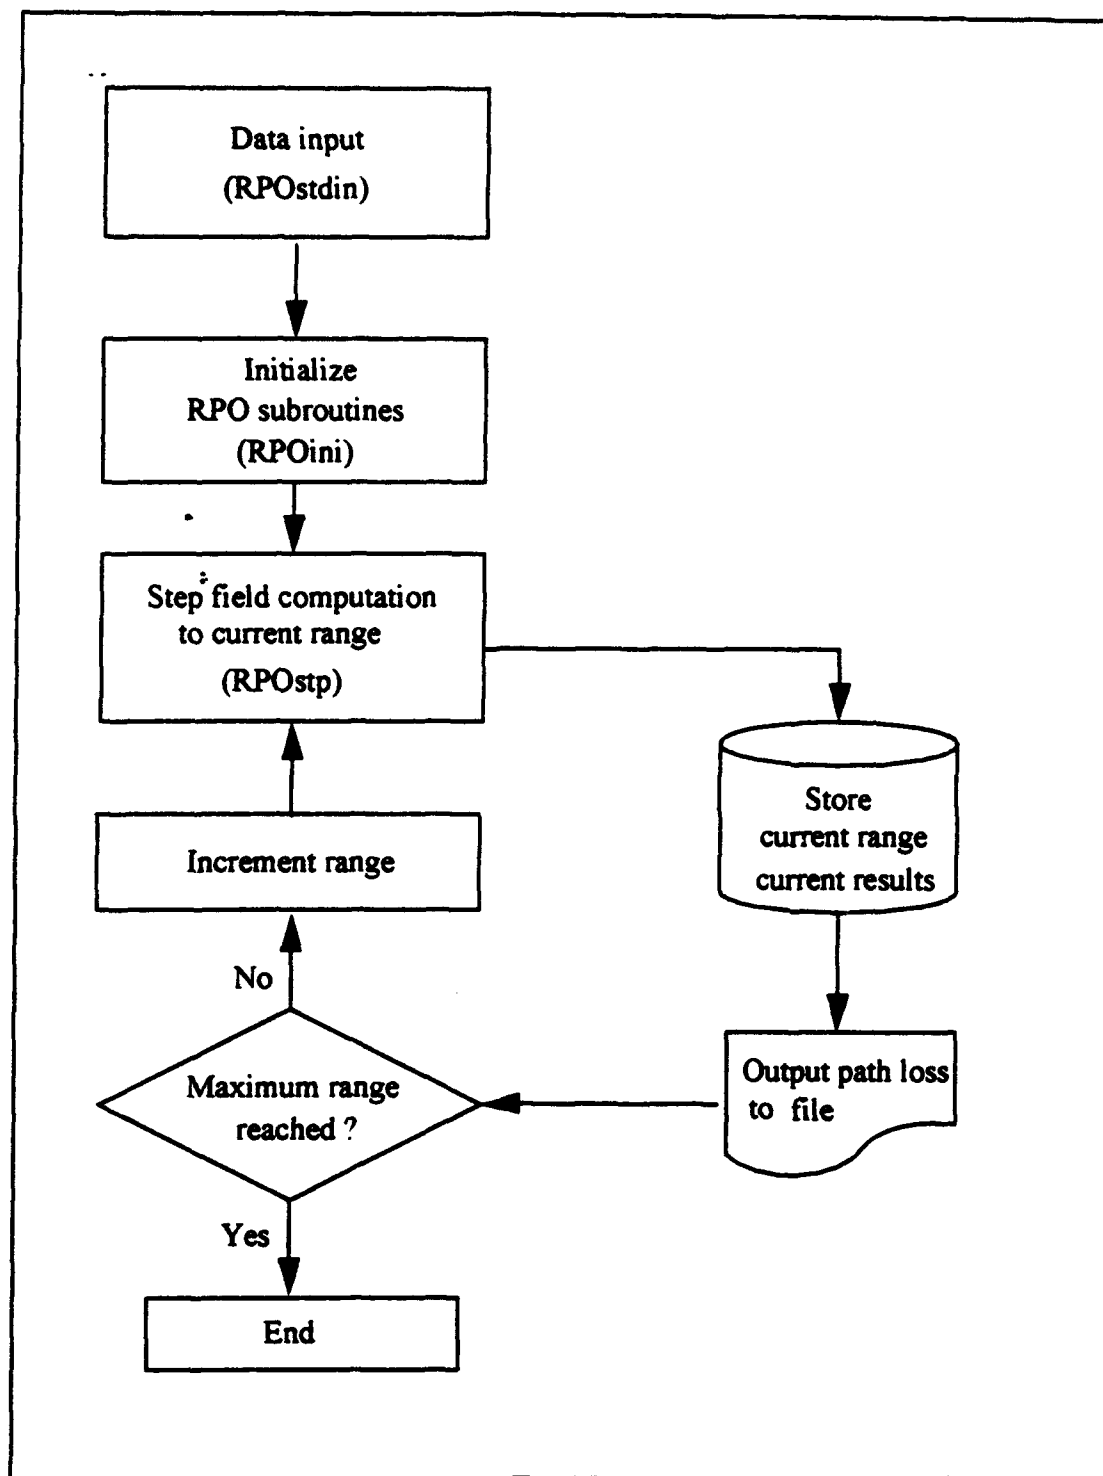 Data input
(RPOstdin)
Initialize
RPO subroutines
(RPOini)
Step field computation
to current range
(RPOstp)
Store
current range
current results
Increment range
No
Output path loss
to file
Maximum range
reached ?
Yes
End